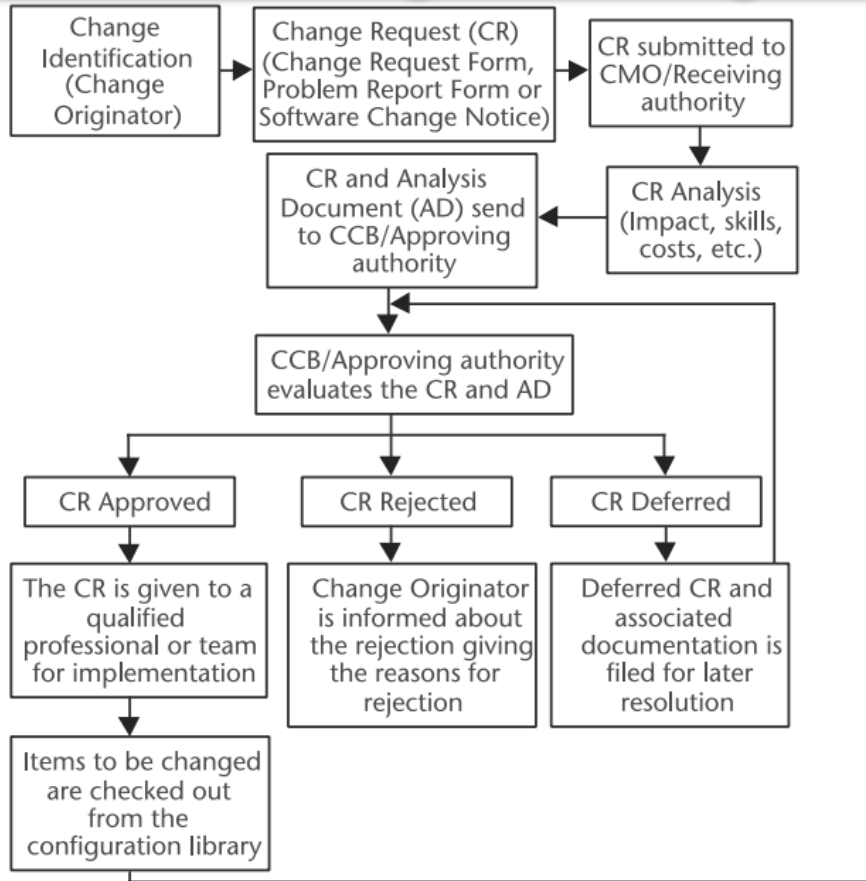 Change
Identification
(Change
Originator)
Change Request (CR)
(Change Request Form,
Problem Report Form or
Software Change Notice)
CR submitted to
CMO/Receiving
authority
CR Analysis
(Impact, skills,
costs, etc.)
CR and Analysis
Document (AD) send
to CCB/Approving
authority
CCB/Approving authority
evaluates the CR and AD
CR Approved
CR Rejected
CR Deferred
The CR is given to a
qualified
professional or team
for implementation
Change Originator
is informed about
the rejection giving
the reasons for
rejection
Deferred CR and
associated
documentation is
filed for later
resolution
Items to be changed
are checked out
from the
configuration library